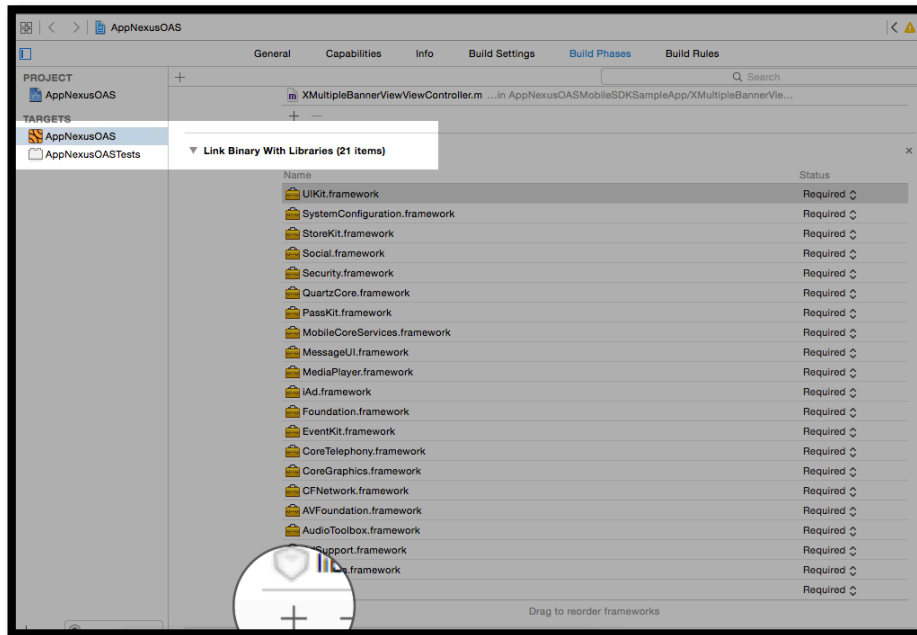 AppNexusOAS
General Capabilities Info Build Settings Build Phases Build Rules
PROJECT
AppNexusOAS
TARGETS
AppNexusOAS
AppNexusOASTests
Search
XMultipleBannerViewViewController.m ...in AppNexusOASMobileSDKSampleApp/XMultipleBannerVie...
Link Binary With Libraries (21 items)
Name Status
UIKit.framework Required
SystemConfiguration.framework Required
StoreKit.framework Required
Social.framework Required
Security.framework Required
QuartzCore.framework Required
PassKit.framework Required
MobileCoreServices.framework Required
MessageUI.framework Required
MediaPlayer.framework Required
iAd.framework Required
Foundation.framework Required
EventKit.framework Required
CoreTelephony.framework Required
CoreGraphics.framework Required
CFNetwork.framework Required
AVFoundation.framework Required
AudioToolbox.framework Required
Support.framework Required
.framework Required
Required
Drag to reorder frameworks